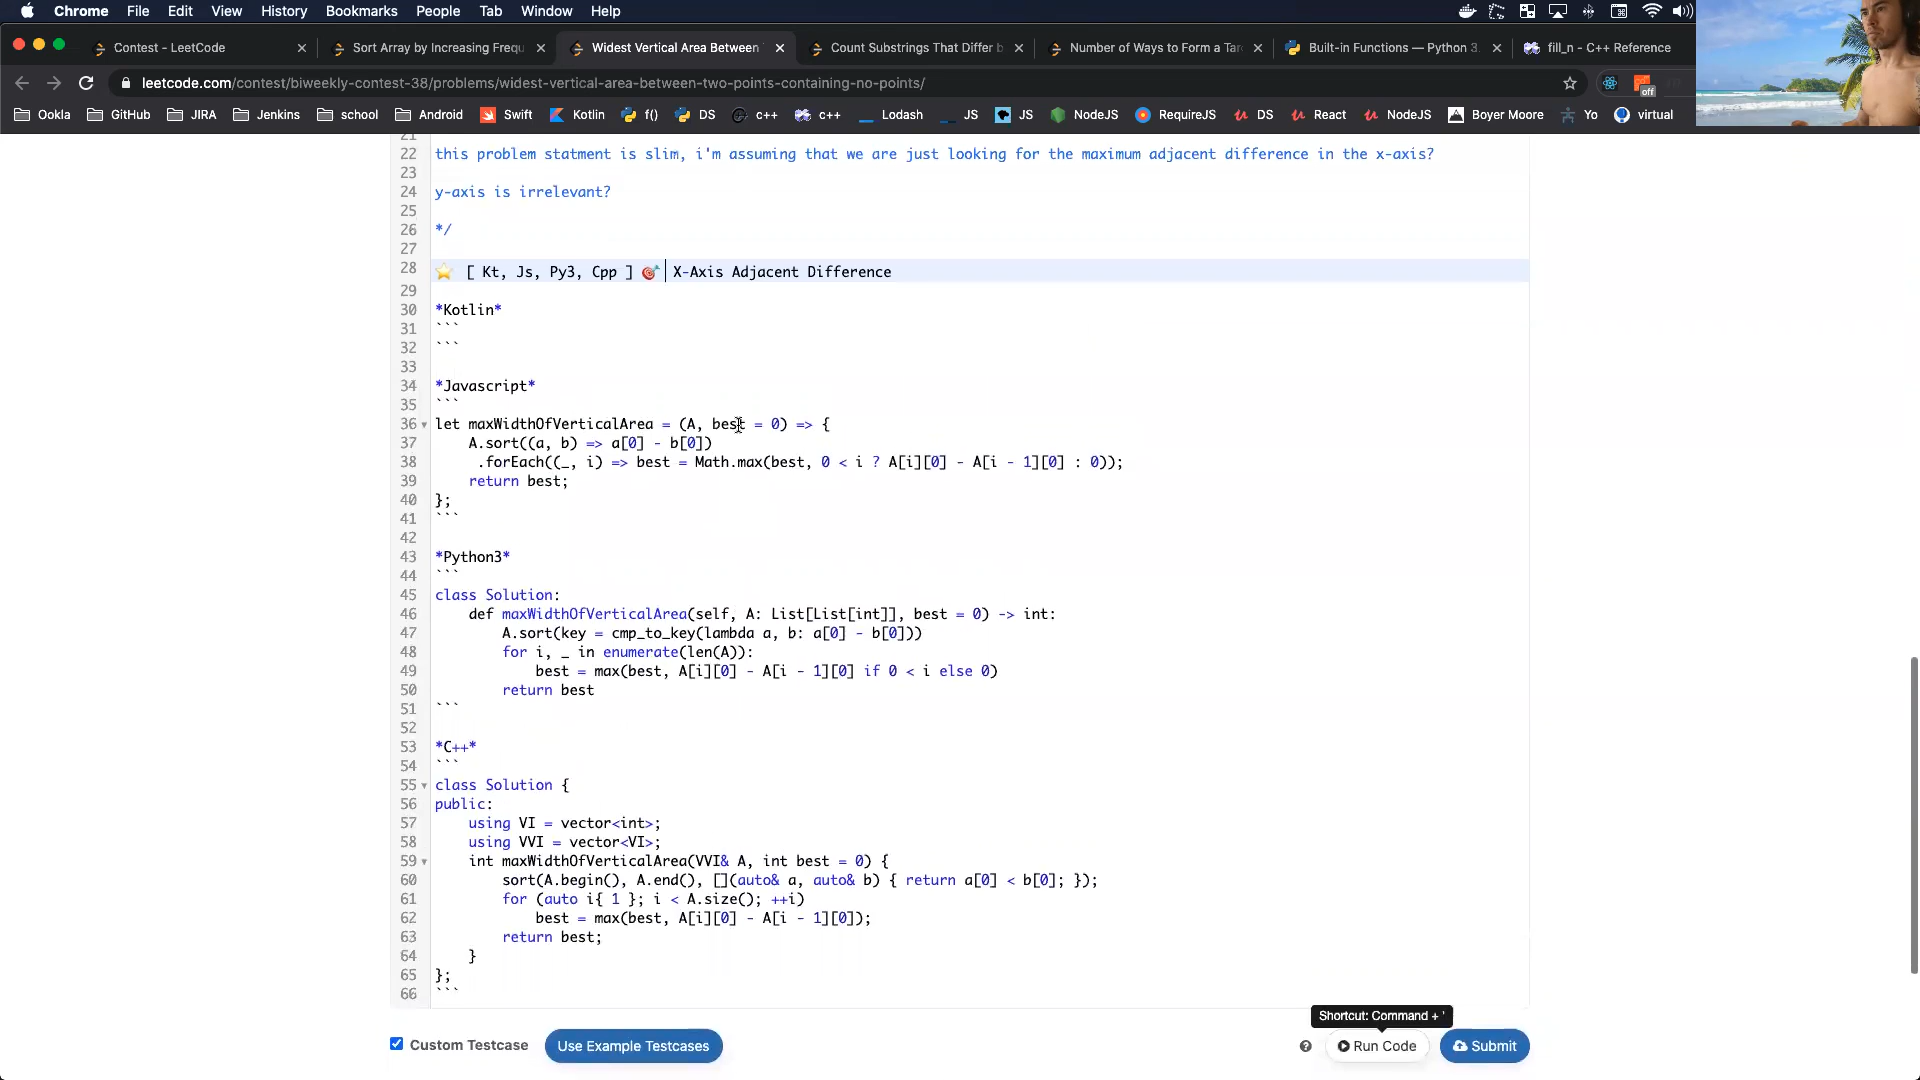 Chrome File Edit View History Bookmarks People Tab Window Help
Contest - LeetCode
Sort Array by Increasing Frequ
Widest Vertical Area Between
Count Substrings That Differ b
Number of Ways to Form a Tar
Built-in Functions — Python 3.
fill_n - C++ Reference
leetcode.com/contest/biweekly-contest-38/problems/widest-vertical-area-between-two-points-containing-no-points/
off
Ookla GitHub JIRA Jenkins school Android Swift Kotlin f() DS c++ c++ Lodash JS JS NodeJS RequireJS DS React NodeJS Boyer Moore Yo virtual
21
22 this problem statment is slim, i'm assuming that we are just looking for the maximum adjacent difference in the x-axis?
23
24 y-axis is irrelevant?
25
26 */
27
28 ⭐ [ Kt, Js, Py3, Cpp ] 🎯 X-Axis Adjacent Difference
29
30 *Kotlin*
31 ```
32 ```
33
34 *Javascript*
35 ```
36 let maxWidthOfVerticalArea = (A, best = 0) => {
37 A.sort((a, b) => a[0] - b[0])
38 .forEach((_, i) => best = Math.max(best, 0 < i ? A[i][0] - A[i - 1][0] : 0));
39 return best;
40 };
41 ```
42
43 *Python3*
44 ```
45 class Solution:
46 def maxWidthOfVerticalArea(self, A: List[List[int]], best = 0) -> int:
47 A.sort(key = cmp_to_key(lambda a, b: a[0] - b[0]))
48 for i, _ in enumerate(len(A)):
49 best = max(best, A[i][0] - A[i - 1][0] if 0 < i else 0)
50 return best
51 ```
52
53 *C++*
54 ```
55 class Solution {
56 public:
57 using VI = vector<int>;
58 using VVI = vector<VI>;
59 int maxWidthOfVerticalArea(VVI& A, int best = 0) {
60 sort(A.begin(), A.end(), [](auto& a, auto& b) { return a[0] < b[0]; });
61 for (auto i{ 1 }; i < A.size(); ++i)
62 best = max(best, A[i][0] - A[i - 1][0]);
63 return best;
64 }
65 };
66 ```
Shortcut: Command + '
Custom Testcase Use Example Testcases ? Run Code Submit